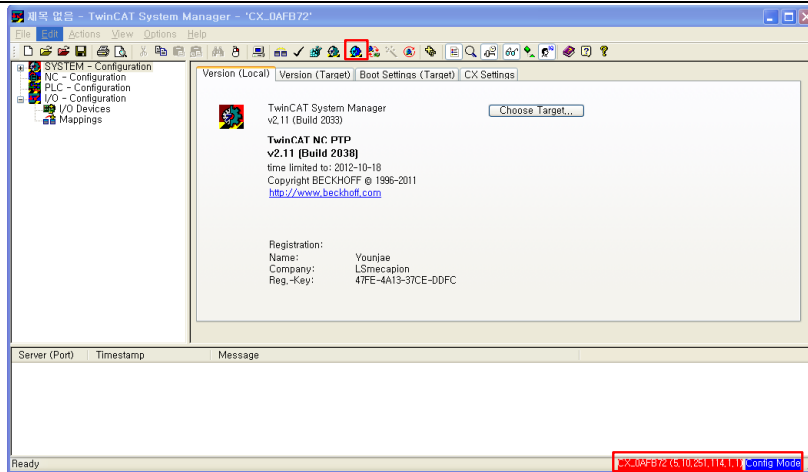 제목 없음 - TwinCAT System Manager - 'CX_0AFB72'
File Edit Actions View Options Help
SYSTEM - Configuration
NC - Configuration
PLC - Configuration
I/O - Configuration
I/O Devices
Mappings
Version (Local) Version (Target) Boot Settings (Target) CX Settings
TwinCAT System Manager
v2.11 (Build 2033)
Choose Target...
TwinCAT NC PTP
v2.11 (Build 2038)
time limited to: 2012-10-18
Copyright BECKHOFF © 1996-2011
http://www.beckhoff.com
Registration:
Name: Younjae
Company: LSmecapion
Reg.-Key: 47FE-4A13-37CE-DDFC
Server (Port) Timestamp Message
Ready
CX_0AFB72 (5.10.251.114.1.1) Config Mode